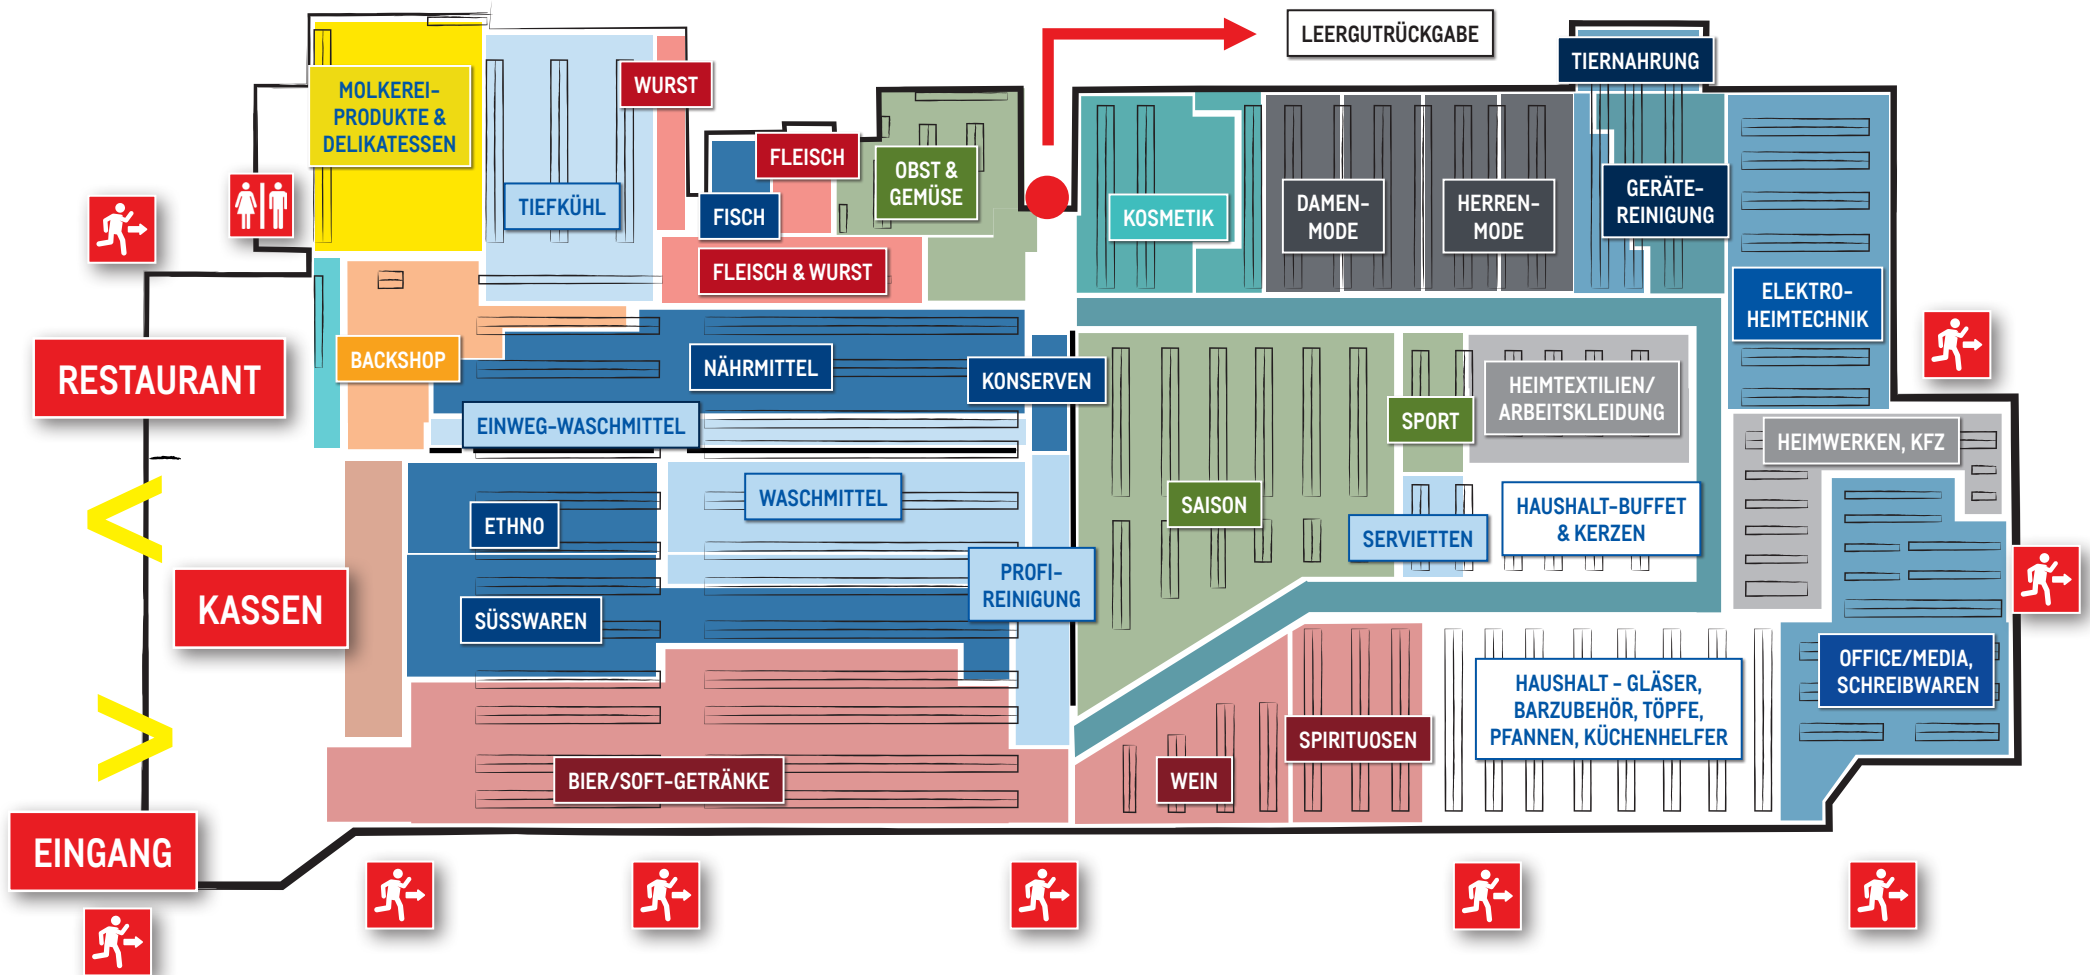 LEERGUTRÜCKGABE
TIERNAHRUNG
MOLKEREI-
PRODUKTE &
DELIKATESSEN
WURST
TIEFKÜHL
FLEISCH
FISCH
OBST &
GEMÜSE
FLEISCH & WURST
KOSMETIK
DAMEN-
MODE
HERREN-
MODE
GERÄTE-
REINIGUNG
ELEKTRO-
HEIMTECHNIK
RESTAURANT
BACKSHOP
NÄHRMITTEL
KONSERVEN
EINWEG-WASCHMITTEL
SPORT
HEIMTEXTILIEN/
ARBEITSKLEIDUNG
HEIMWERKEN, KFZ
ETHNO
WASCHMITTEL
SAISON
SERVIETTEN
HAUSHALT-BUFFET
& KERZEN
KASSEN
SÜSSWAREN
PROFI-
REINIGUNG
OFFICE/MEDIA,
SCHREIBWAREN
HAUSHALT - GLÄSER,
BARZUBEHÖR, TÖPFE,
PFANNEN, KÜCHENHELFER
SPIRITUOSEN
WEIN
BIER/SOFT-GETRÄNKE
EINGANG